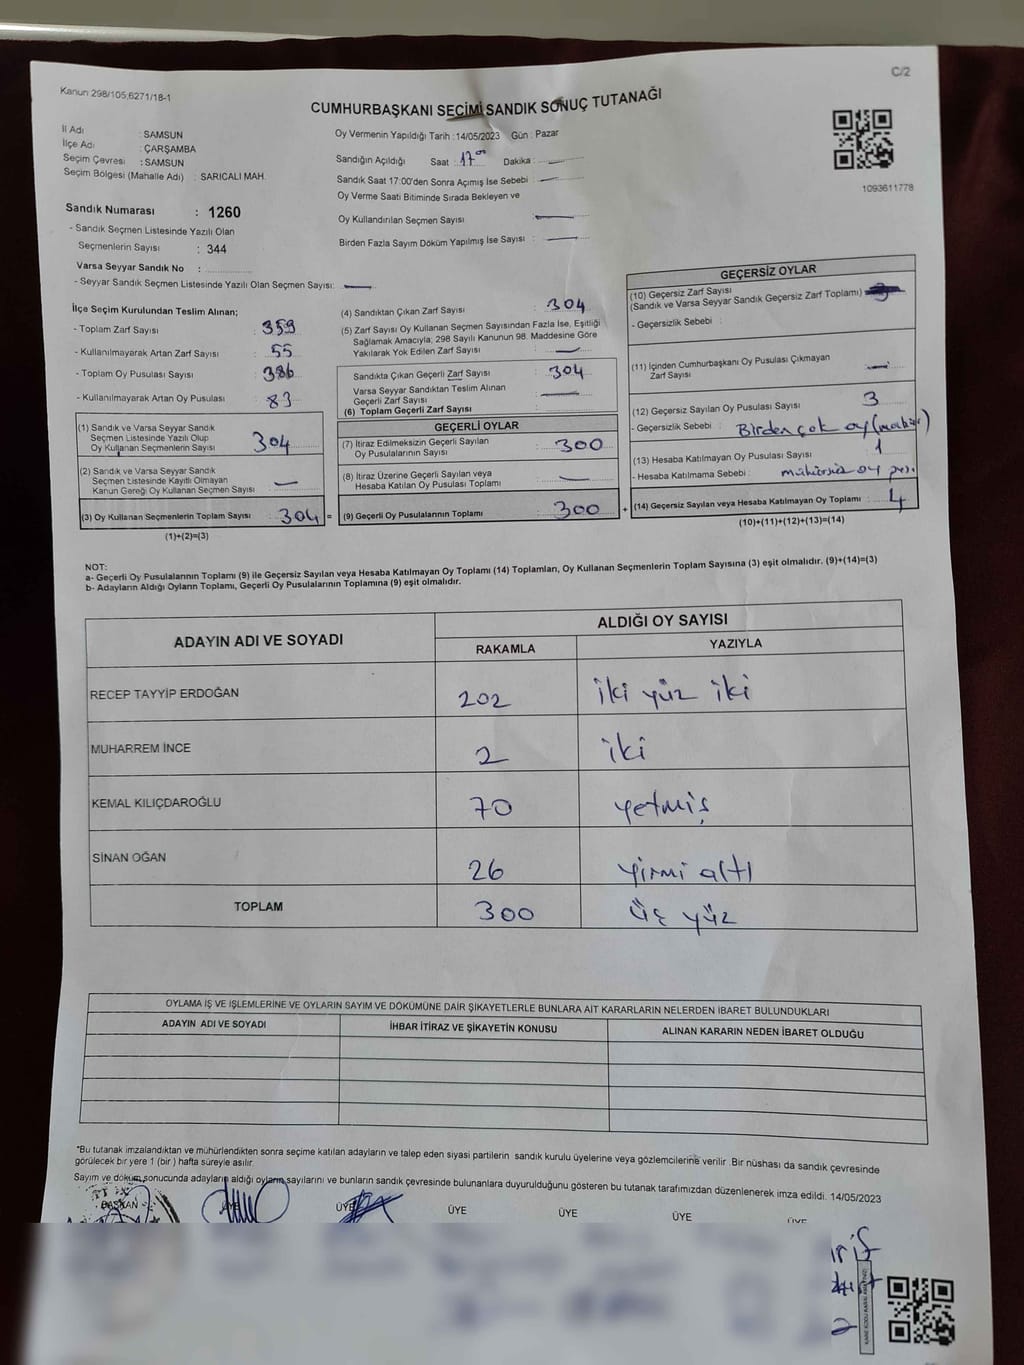 C/2
Kanun 298/105,6271/18-1
CUMHURBAŞKANI SEÇİMİ SANDIK SONUÇ TUTANAĞI
İl Adı : SAMSUN
İlçe Adı : ÇARŞAMBA
Seçim Çevresi : SAMSUN
Seçim Bölgesi (Mahalle Adı) : SARICALI MAH.
Sandık Numarası : 1260
- Sandık Seçmen Listesinde Yazılı Olan
Seçmenlerin Sayısı : 344
Varsa Seyyar Sandık No :
- Seyyar Sandık Seçmen Listesinde Yazılı Olan Seçmen Sayısı: —
Oy Vermenin Yapıldığı Tarih : 14/05/2023 Gün : Pazar
Sandığın Açıldığı Saat : 17⁰⁰ Dakika : —
Sandık Saat 17:00'den Sonra Açımış İse Sebebi : —
Oy Verme Saati Bitiminde Sırada Bekleyen ve
Oy Kullandırılan Seçmen Sayısı : —
Birden Fazla Sayım Döküm Yapılmış İse Sayısı : —
1093611778
İlçe Seçim Kurulundan Teslim Alınan;
- Toplam Zarf Sayısı : 359
- Kullanılmayarak Artan Zarf Sayısı : 55
- Toplam Oy Pusulası Sayısı : 386
- Kullanılmayarak Artan Oy Pusulası : 83
(1) Sandık ve Varsa Seyyar Sandık
Seçmen Listesinde Yazılı Olup
Oy Kullanan Seçmenlerin Sayısı : 304
(2) Sandık ve Varsa Seyyar Sandık
Seçmen Listesinde Kayıtlı Olmayan
Kanun Gereği Oy Kullanan Seçmen Sayısı : —
(3) Oy Kullanan Seçmenlerin Toplam Sayısı : 304 =
(1)+(2)=(3)
(4) Sandıktan Çıkan Zarf Sayısı : 304
(5) Zarf Sayısı Oy Kullanan Seçmen Sayısından Fazla İse, Eşitliği
Sağlamak Amacıyla; 298 Sayılı Kanunun 98. Maddesine Göre
Yakılarak Yok Edilen Zarf Sayısı : —
Sandıkta Çıkan Geçerli Zarf Sayısı : 304
Varsa Seyyar Sandıktan Teslim Alınan
Geçerli Zarf Sayısı : —
(6) Toplam Geçerli Zarf Sayısı :
GEÇERLİ OYLAR
(7) İtiraz Edilmeksizin Geçerli Sayılan
Oy Pusulasının Sayısı : 300
(8) İtiraz Üzerine Geçerli Sayılan veya
Hesaba Katılan Oy Pusulası Toplamı : —
(9) Geçerli Oy Pusulalarının Toplamı : 300 +
GEÇERSİZ OYLAR
(10) Geçersiz Zarf Sayısı
(Sandık ve Varsa Seyyar Sandık Geçersiz Zarf Toplamı)
- Geçersizlik Sebebi :
(11) İçinden Cumhurbaşkanı Oy Pusulası Çıkmayan
Zarf Sayısı : —
(12) Geçersiz Sayılan Oy Pusulası Sayısı : 3
- Geçersizlik Sebebi : Birden çok oy
(13) Hesaba Katılmayan Oy Pusulası Sayısı : 1
- Hesaba Katılmama Sebebi : mühürsüz oy
(14) Geçersiz Sayılan veya Hesaba Katılmayan Oy Toplamı : 4
(10)+(11)+(12)+(13)=(14)
NOT:
a- Geçerli Oy Pusulalarının Toplamı (9) ile Geçersiz Sayılan veya Hesaba Katılmayan Oy Toplamı (14) Toplamları, Oy Kullanan Seçmenlerin Toplam Sayısına (3) eşit olmalıdır. (9)+(14)=(3)
b- Adayların Aldığı Oyların Toplamı, Geçerli Oy Pusulalarının Toplamına (9) eşit olmalıdır.
ADAYIN ADI VE SOYADI ALDIĞI OY SAYISI
RAKAMLA YAZIYLA
RECEP TAYYİP ERDOĞAN 202 iki yüz iki
MUHARREM İNCE 2 iki
KEMAL KILIÇDAROĞLU 70 yetmiş
SİNAN OĞAN 26 yirmi altı
TOPLAM 300 üç yüz
OYLAMA İŞ VE İŞLEMLERİNE VE OYLARIN SAYIM VE DÖKÜMÜNE DAİR ŞİKAYETLERLE BUNLARA AİT KARARLARIN NELERDEN İBARET BULUNDUKLARI
ADAYIN ADI VE SOYADI İHBAR İTİRAZ VE ŞİKAYETİN KONUSU ALINAN KARARIN NEDEN İBARET OLDUĞU
*Bu tutanak imzalandıktan ve mühürlendikten sonra seçime katılan adayların ve talep eden siyasi partilerin sandık kurulu üyelerine veya gözlemcilerine verilir. Bir nüshası da sandık çevresinde
görülecek bir yere 1 (bir) hafta süreyle asılır.
Sayım ve döküm sonucunda adayların aldığı oyların sayılarını ve bunların sandık çevresinde bulunanlara duyurulduğunu gösteren bu tutanak tarafımızdan düzenlenerek imza edildi. 14/05/2023
BAŞKAN ÜYE ÜYE ÜYE ÜYE ÜYE ÜYE